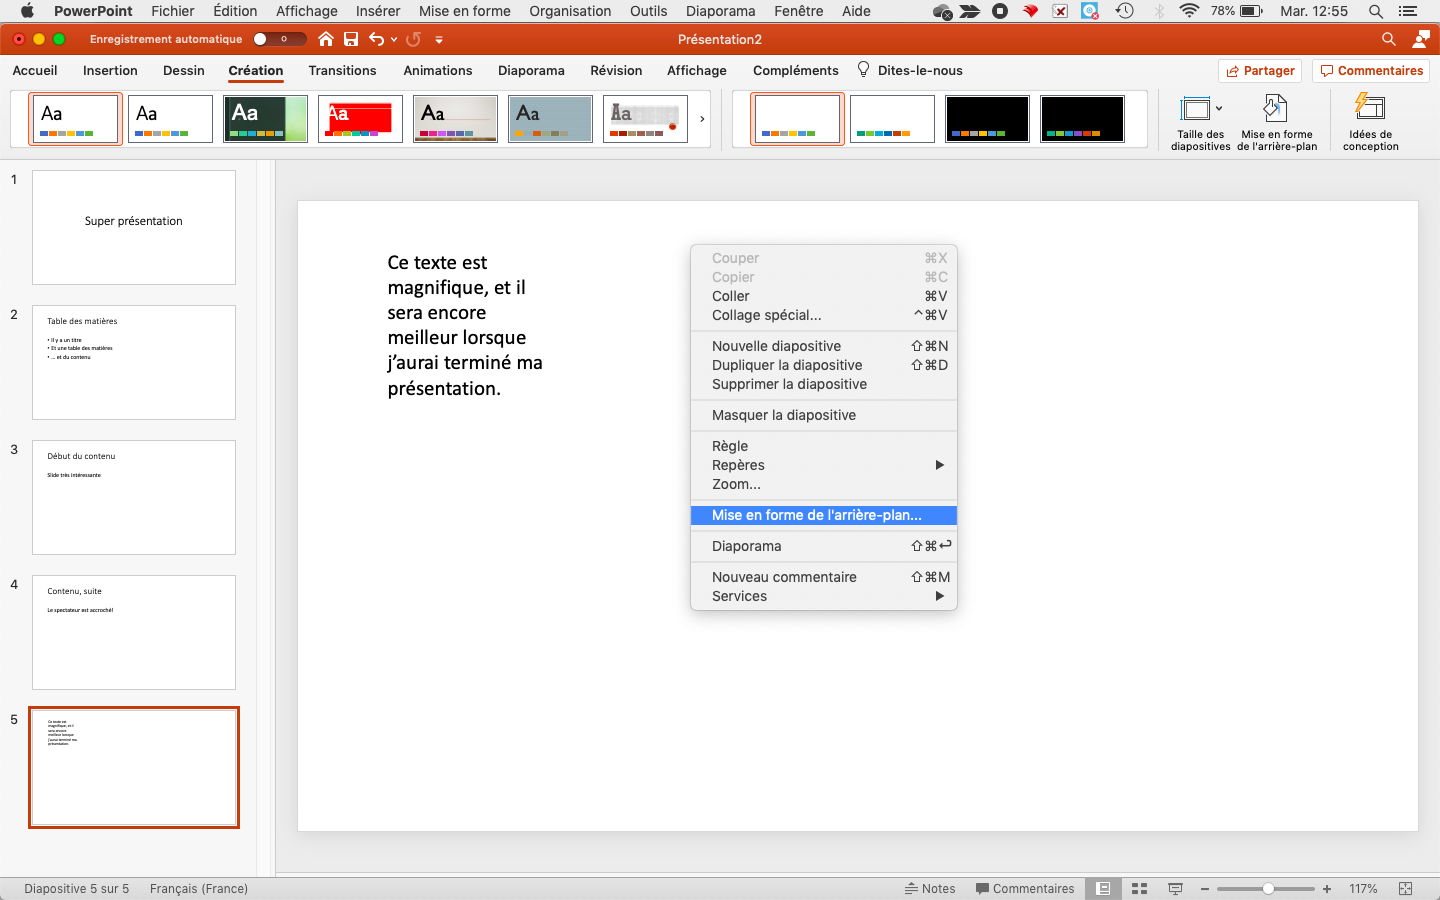 PowerPoint Fichier Édition Affichage Insérer Mise en forme Organisation Outils Diaporama Fenêtre Aide 78% Mar. 12:55
Enregistrement automatique Présentation2
Accueil Insertion Dessin Création Transitions Animations Diaporama Révision Affichage Compléments Dites-le-nous Partager Commentaires
Aa Aa Aa Aa Aa Aa Aa
Taille des diapositives
Mise en forme de l'arrière-plan
Idées de conception
1
Super présentation
2
Table des matières
• Il y a un titre
• Et une table des matières
• ... et du contenu
3
Début du contenu
Slide très intéressante
4
Contenu, suite
Le spectateur est accroché!
5
Ce texte est
magnifique, et il
sera encore
meilleur lorsque
j'aurai terminé ma
présentation.
Ce texte est
magnifique, et il
sera encore
meilleur lorsque
j'aurai terminé ma
présentation.
Couper ⌘X
Copier ⌘C
Coller ⌘V
Collage spécial... ^⌘V
Nouvelle diapositive ⇧⌘N
Dupliquer la diapositive ⇧⌘D
Supprimer la diapositive
Masquer la diapositive
Règle
Repères ▶
Zoom...
Mise en forme de l'arrière-plan...
Diaporama ⇧⌘↩
Nouveau commentaire ⇧⌘M
Services ▶
Diapositive 5 sur 5 Français (France) Notes Commentaires 117%